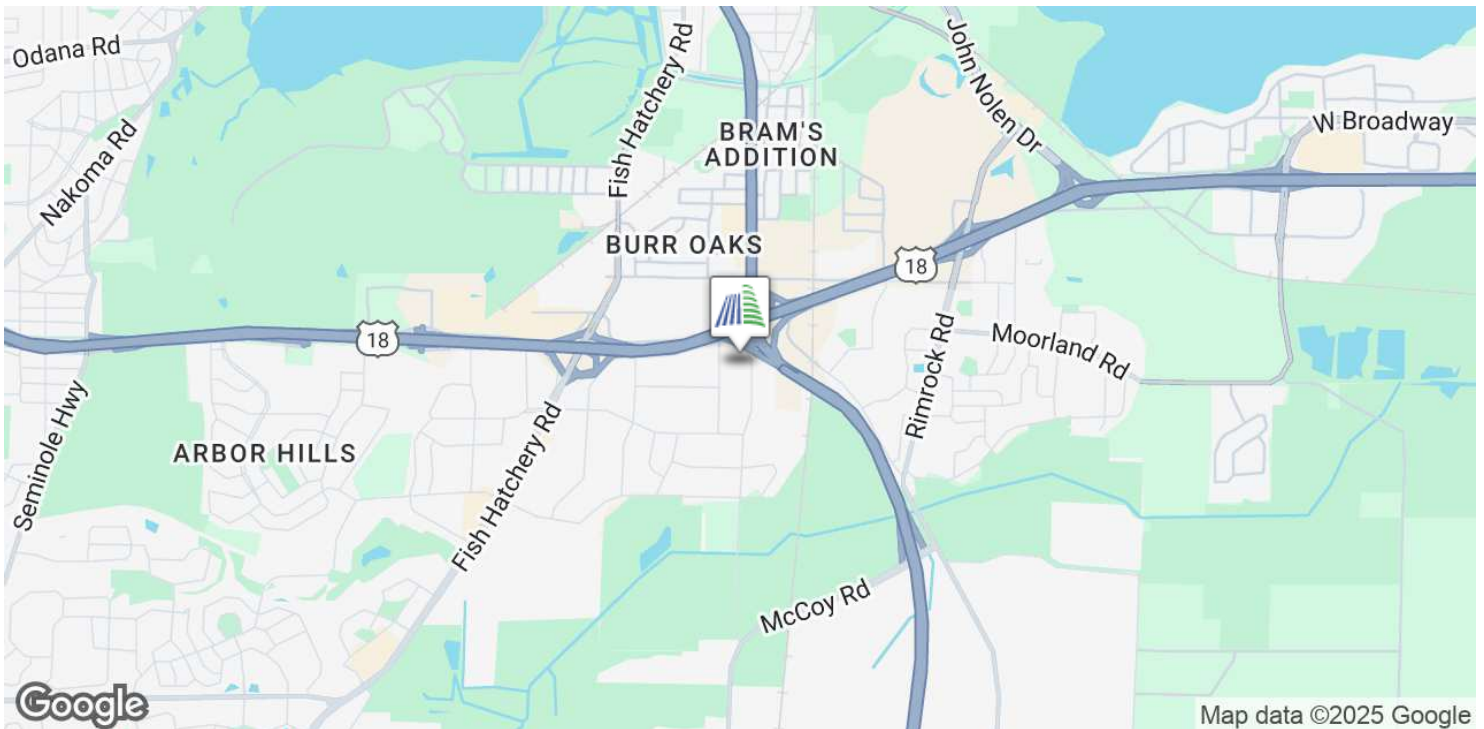 Odana Rd
Nakoma Rd
Fish Hatchery Rd
John Nolen Dr
W Broadway
BRAM'S
ADDITION
BURR OAKS
18
18
Rimrock Rd
Moorland Rd
Seminole Hwy
ARBOR HILLS
Fish Hatchery Rd
McCoy Rd
Google
Map data ©2025 Google